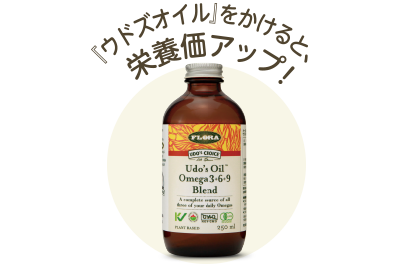 『ウドズオイル』をかけると、
栄養価アップ！
FLORA
UDO'S CHOICE
Udo's Oil™
Omega 3·6·9
Blend
A complete source of all
three of your daily Omegas
PLANT BASED
250 ml